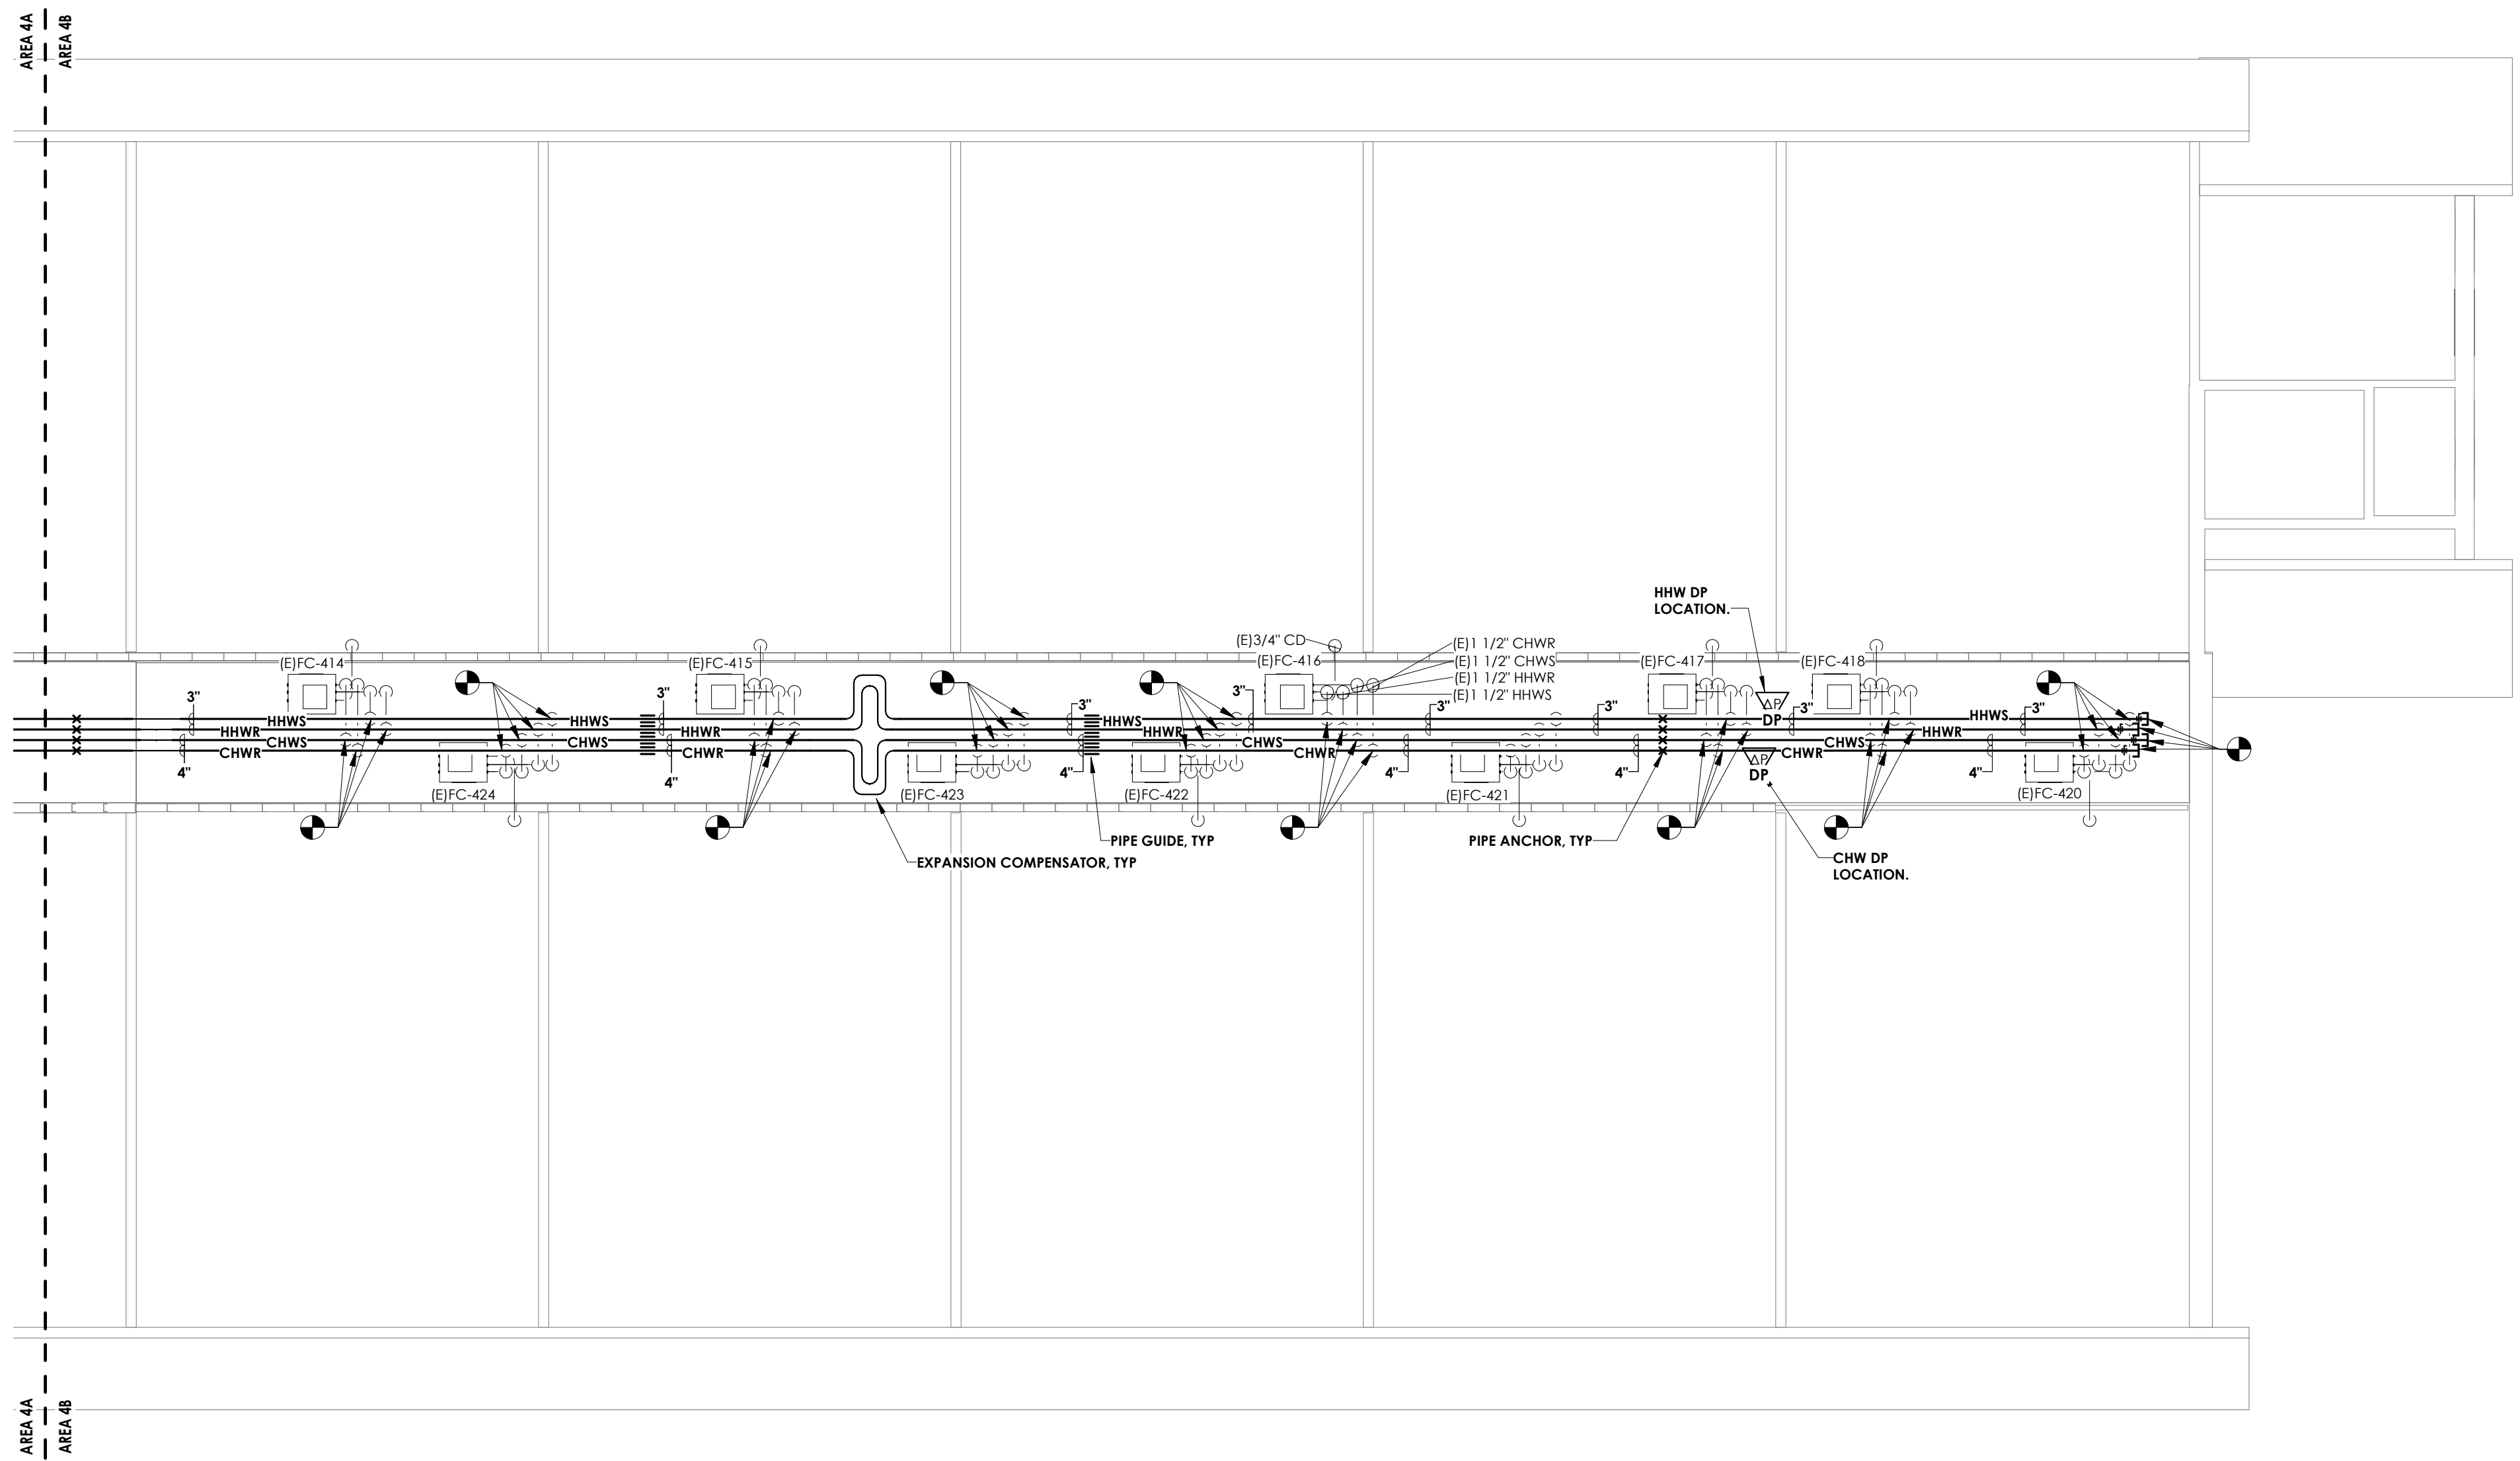 AREA 4A
AREA 4B
HHW DP
LOCATION.
(E)3/4" CD
(E)1 1/2" CHWR
(E)1 1/2" CHWS
(E)1 1/2" HHWR
(E)1 1/2" HHWS
(E)FC-414
(E)FC-415
(E)FC-416
(E)FC-417
(E)FC-418
3"
3"
3"
3"
3"
3"
3"
3"
ΔP
DP
HHWS
HHWS
HHWS
HHWS
HHWR
HHWR
HHWR
HHWR
CHWS
CHWS
CHWS
CHWS
CHWR
CHWR
CHWR
CHWR
ΔP
DP
4"
4"
4"
4"
4"
4"
(E)FC-424
(E)FC-423
(E)FC-422
(E)FC-421
(E)FC-420
PIPE GUIDE, TYP
PIPE ANCHOR, TYP
EXPANSION COMPENSATOR, TYP
CHW DP
LOCATION.
AREA 4A
AREA 4B